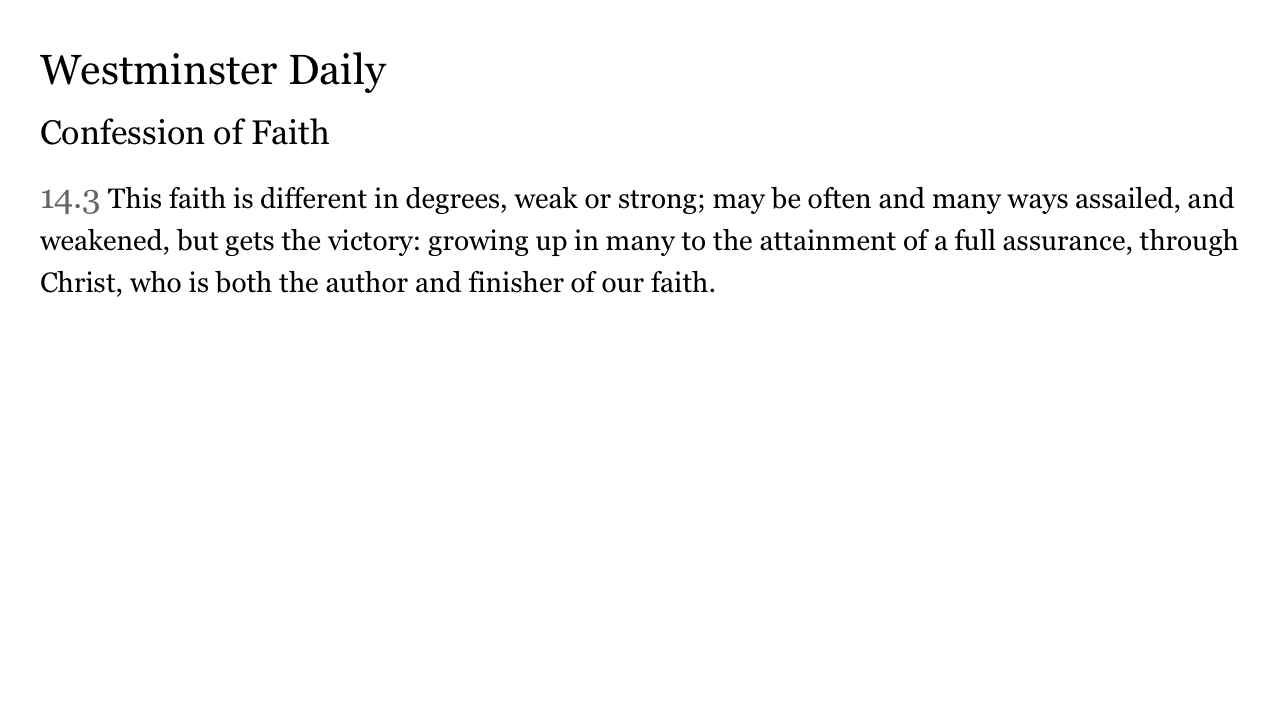 Westminster Daily
Confession of Faith
14.3 This faith is different in degrees, weak or strong; may be often and many ways assailed, and
weakened, but gets the victory: growing up in many to the attainment of a full assurance, through
Christ, who is both the author and finisher of our faith.